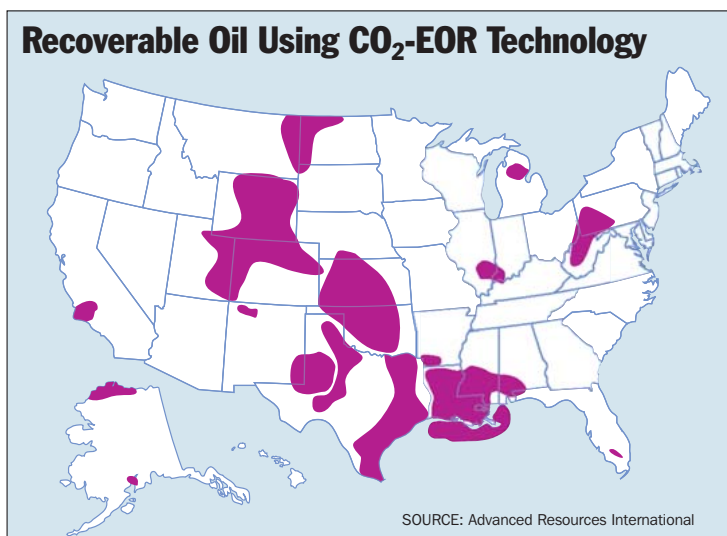 Recoverable Oil Using CO₂-EOR Technology
SOURCE: Advanced Resources International